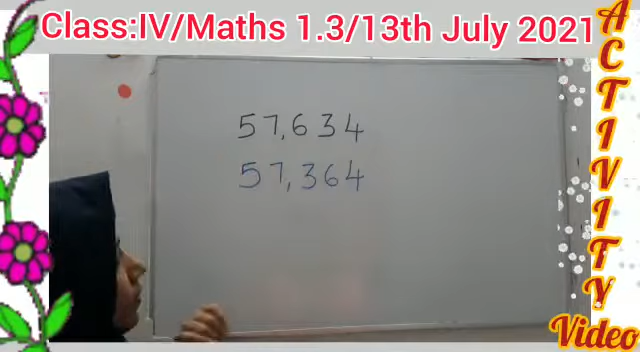 Class:IV/Maths 1.3/13th July 2021
57,634
57,364
ACTIVITY
Video